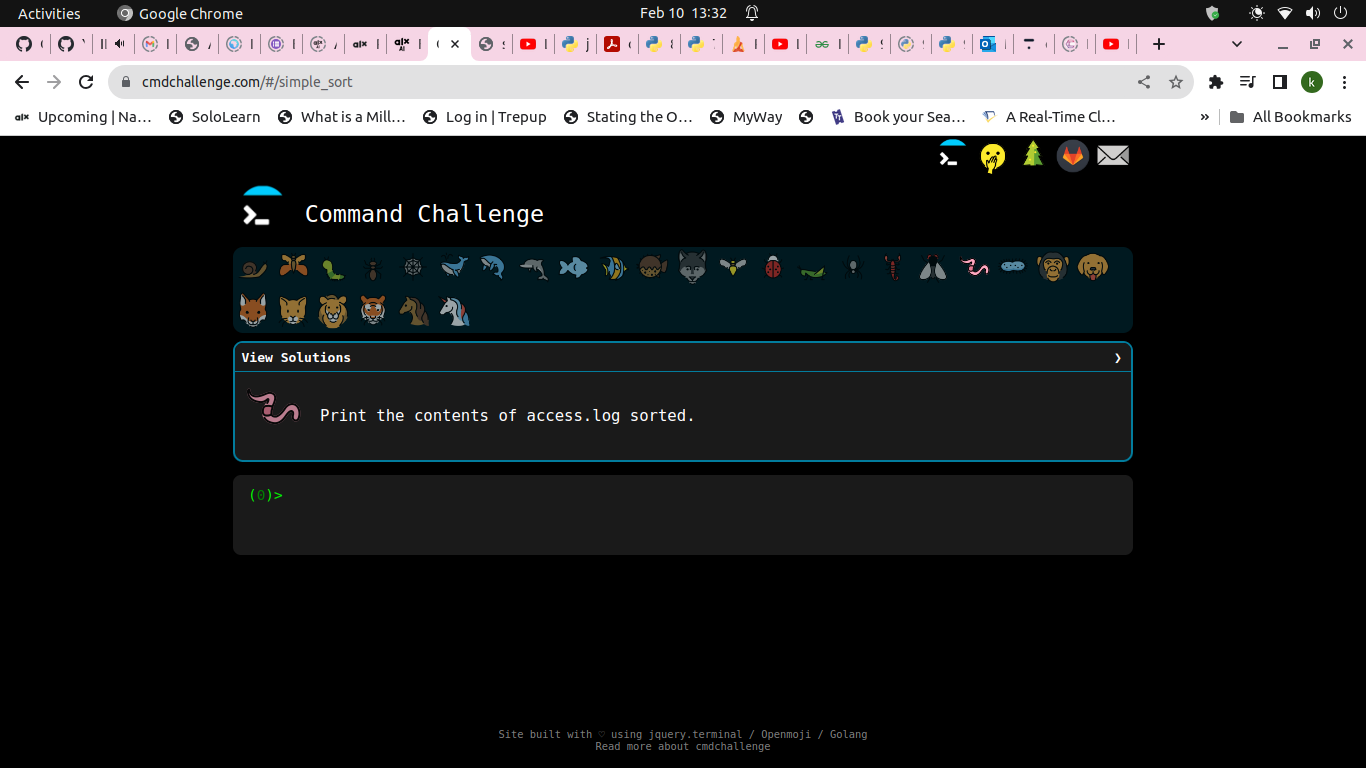 Activities Google Chrome Feb 10 13:32
cmdchallenge.com/#/simple_sort k
alx Upcoming | Na… SoloLearn What is a Mill… Log in | Trepup Stating the O… MyWay Book your Sea… A Real-Time Cl… » All Bookmarks
Command Challenge
View Solutions ❯
Print the contents of access.log sorted.
(0)>
Site built with ♡ using jquery.terminal / Openmoji / Golang
Read more about cmdchallenge